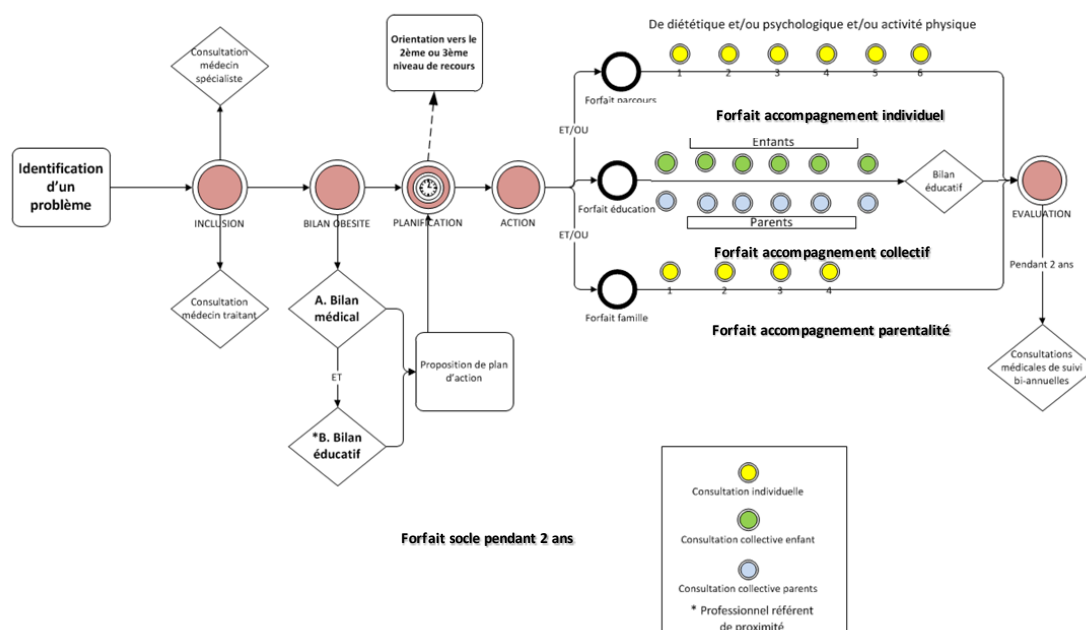 De diététique et/ou psychologique et/ou activité physique
Consultation
médecin
spécialiste
Orientation vers le
2ème ou 3ème
niveau de recours
1 2 3 4 5 6
Forfait parcours
Forfait accompagnement individuel
ET/OU
Enfants
Identification
d'un
problème
INCLUSION
BILAN OBESITE
PLANIFICATION
ACTION
Forfait éducation
Bilan
éducatif
EVALUATION
Parents
ET/OU
Forfait accompagnement collectif
Pendant 2 ans
1 2 3 4
Forfait famille
Forfait accompagnement parentalité
Consultation
médecin traitant
A. Bilan
médical
ET
Proposition de plan
d'action
*B. Bilan
éducatif
Consultations
médicales de suivi
bi-annuelles
Forfait socle pendant 2 ans
Consultation individuelle
Consultation collective enfant
Consultation collective parents
* Professionnel référent
de proximité